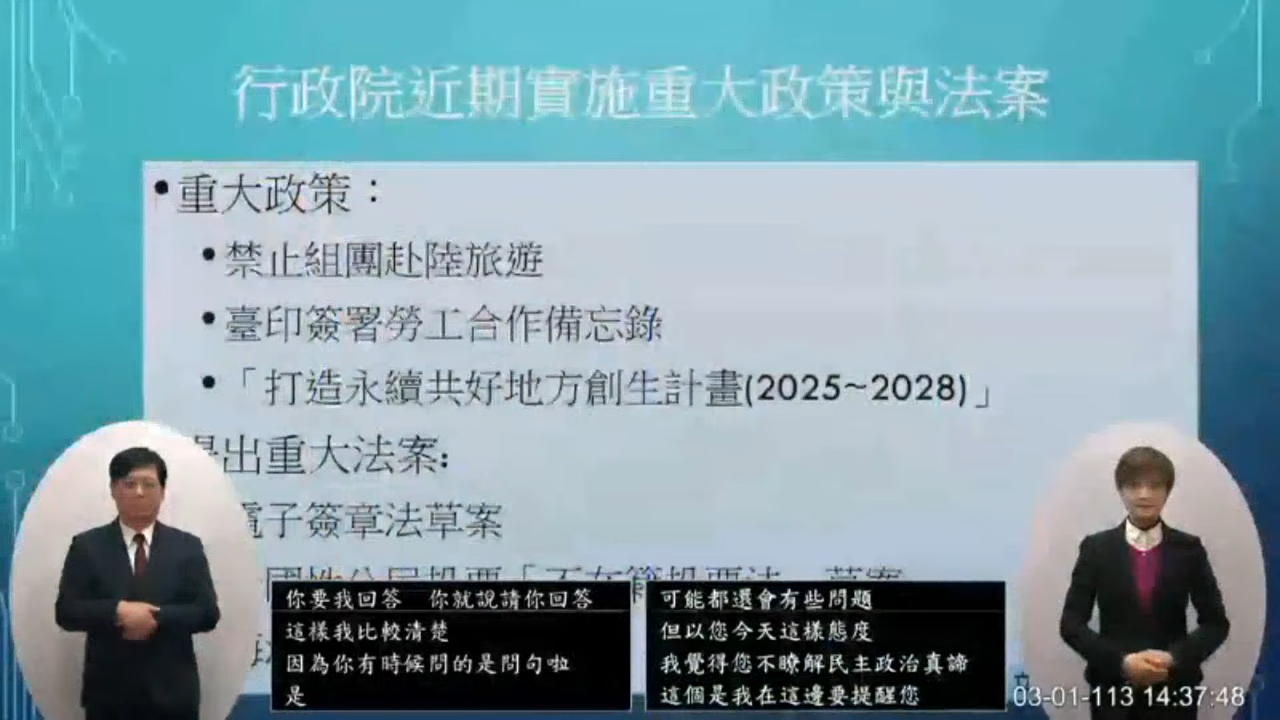 行政院近期實施重大政策與法案
•重大政策：
•禁止組團赴陸旅遊
•臺印簽署勞工合作備忘錄
•「打造永續共好地方創生計畫(2025~2028)」
出重大法案:
電子簽章法草案
你要我回答 你就說請你回答
這樣我比較清楚
因為你有時候問的是問句啦
是
可能都還會有些問題
但以您今天這樣態度
我覺得您不瞭解民主政治真諦
這個是我在這邊要提醒您
03-01-113 14:37:48